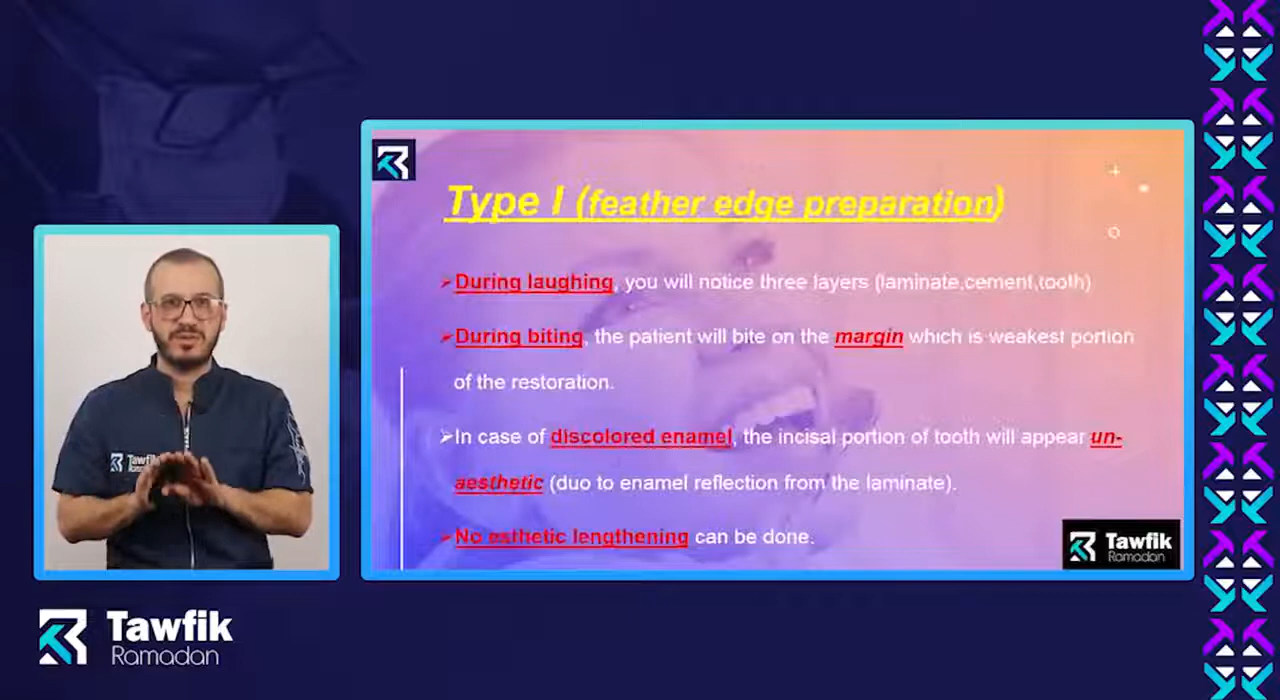 Type I (feather edge preparation)
➢During laughing, you will notice three layers (laminate,cement,tooth)
➢During biting, the patient will bite on the margin which is weakest portion
of the restoration.
➢In case of discolored enamel, the incisal portion of tooth will appear un-
aesthetic (duo to enamel reflection from the laminate).
➢No esthetic lengthening can be done.
Tawfik
Ramadan
Tawfik
Ramadan